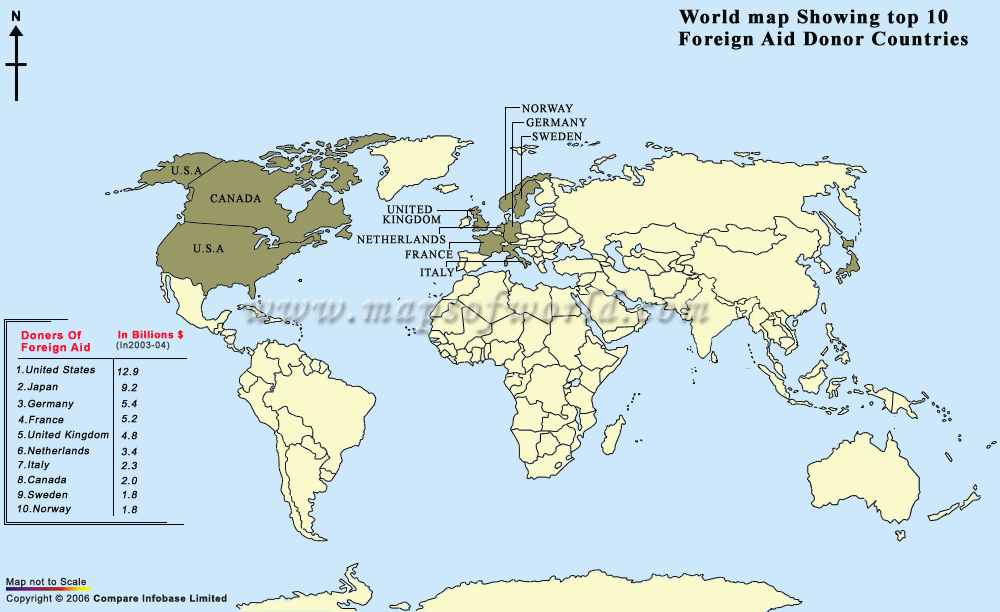 N
World map Showing top 10
Foreign Aid Donor Countries
NORWAY
GERMANY
SWEDEN
U.S.A
CANADA
UNITED
KINGDOM
U.S.A
NETHERLANDS
FRANCE
ITALY
www.mapsofworld.com
Doners Of
Foreign Aid
In Billions $
(In2003-04)
1.United States 12.9
2.Japan 9.2
3.Germany 5.4
4.France 5.2
5.United Kingdom 4.8
6.Netherlands 3.4
7.Italy 2.3
8.Canada 2.0
9.Sweden 1.8
10.Norway 1.8
Map not to Scale
Copyright © 2006 Compare Infobase Limited